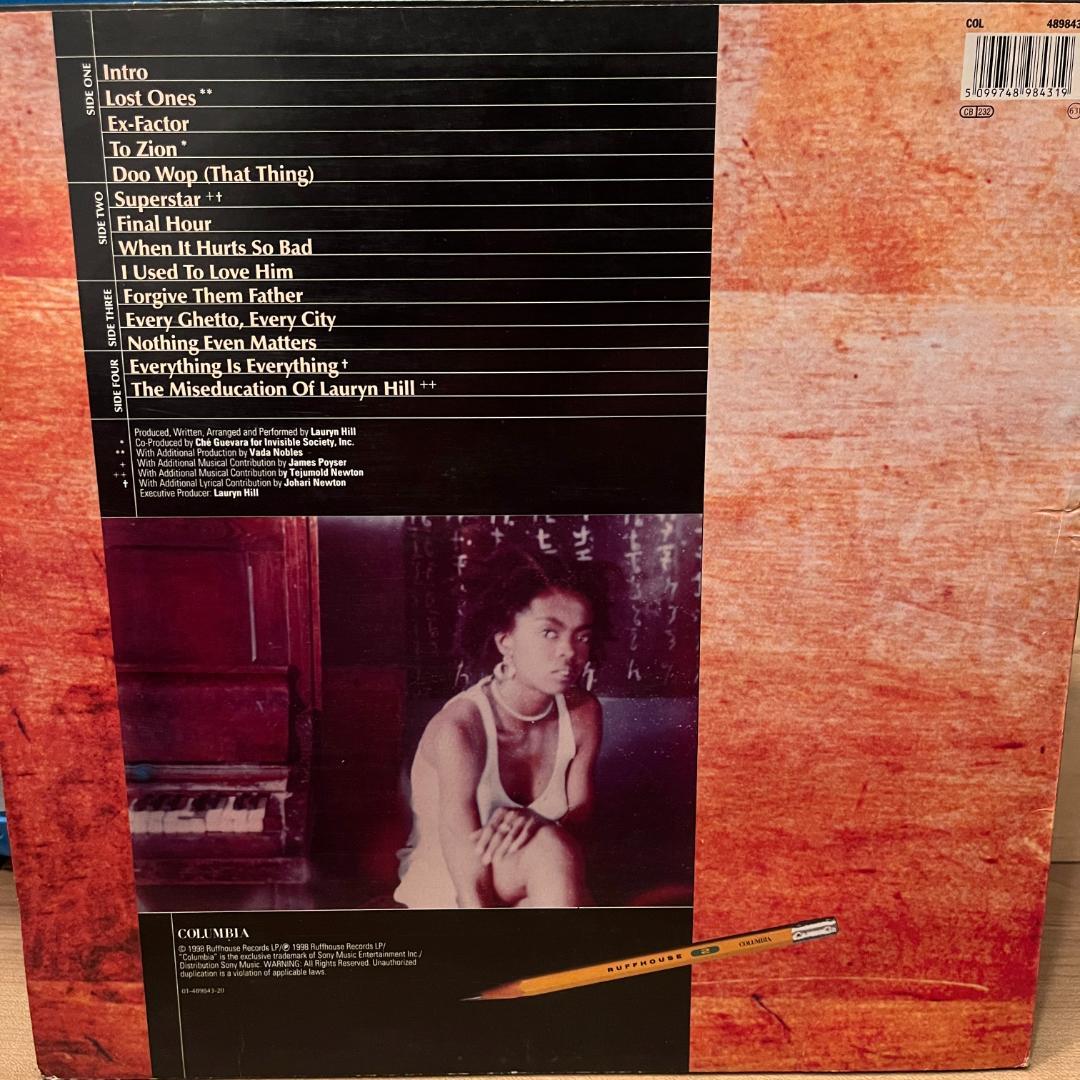 COL 489843
5 099748 984319
CB 232
SIDE ONE
Intro
Lost Ones **
Ex-Factor
To Zion *
Doo Wop (That Thing)
SIDE TWO
Superstar +†
Final Hour
When It Hurts So Bad
I Used To Love Him
SIDE THREE
Forgive Them Father
Every Ghetto, Every City
Nothing Even Matters
SIDE FOUR
Everything Is Everything †
The Miseducation Of Lauryn Hill ++
Produced, Written, Arranged and Performed by Lauryn Hill
* Co-Produced by Ché Guevara for Invisible Society, Inc.
** With Additional Production by Vada Nobles
+ With Additional Musical Contribution by James Poyser
++ With Additional Musical Contribution by Tejumold Newton
† With Additional Lyrical Contribution by Johari Newton
Executive Producer: Lauryn Hill
COLUMBIA
© 1998 Ruffhouse Records LP/℗ 1998 Ruffhouse Records LP/
"Columbia" is the exclusive trademark of Sony Music Entertainment Inc./
Distribution Sony Music. WARNING: All Rights Reserved. Unauthorized
duplication is a violation of applicable laws.
01-489843-20
RUFFHOUSE 2 COLUMBIA